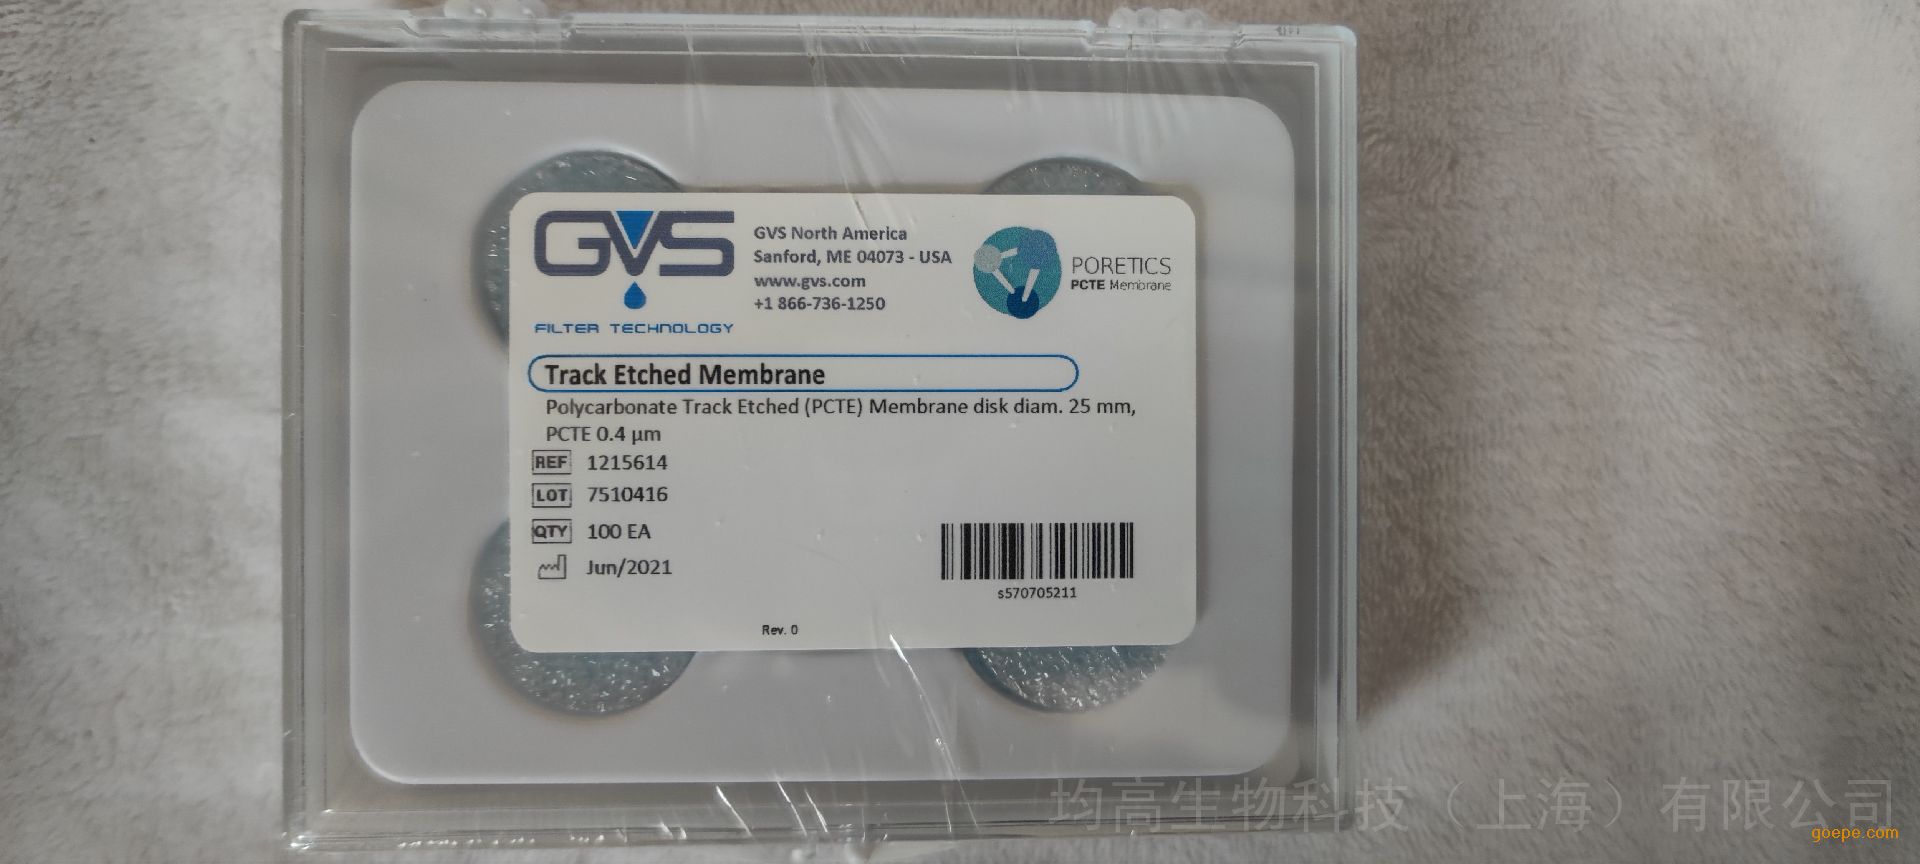 GVS
FILTER TECHNOLOGY
GVS North America
Sanford, ME 04073 - USA
www.gvs.com
+1 866-736-1250
PORETICS
PCTE Membrane
Track Etched Membrane
Polycarbonate Track Etched (PCTE) Membrane disk diam. 25 mm,
PCTE 0.4 µm
REF 1215614
LOT 7510416
QTY 100 EA
Jun/2021
s570705211
Rev. 0
均高生物科技（上海）有限公司
goepe.com